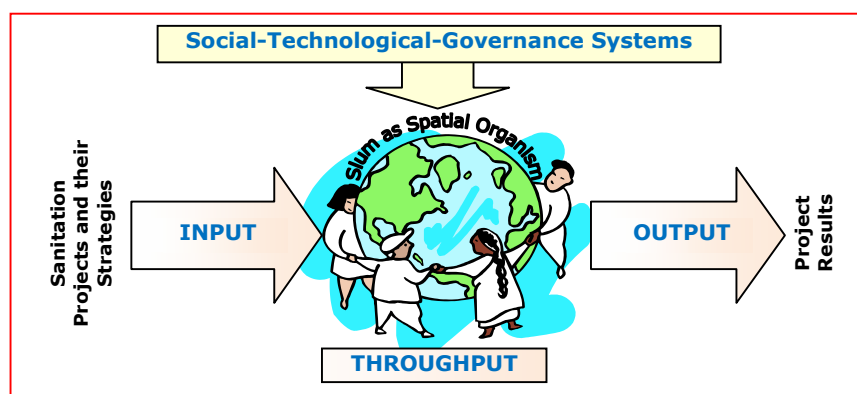 Social-Technological-Governance Systems
Slum as Spatial Organism
Sanitation
Projects and their
Strategies
INPUT
OUTPUT
Project
Results
THROUGHPUT